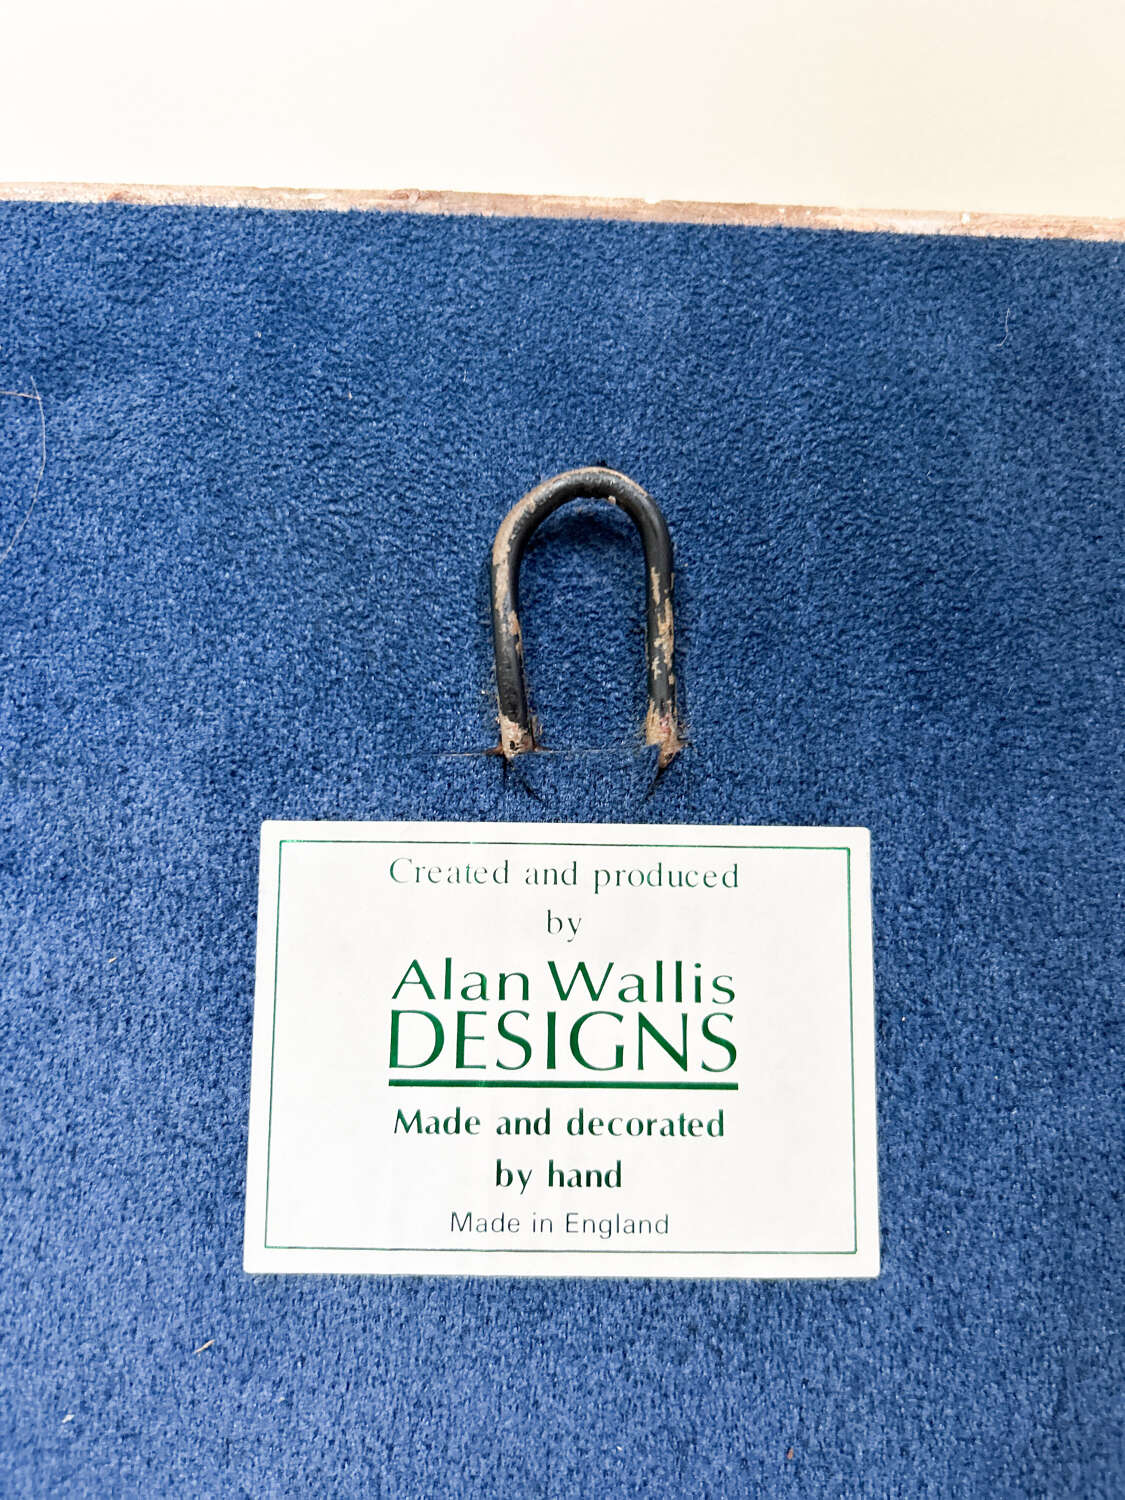 Created and produced
by
Alan Wallis
DESIGNS
Made and decorated
by hand
Made in England